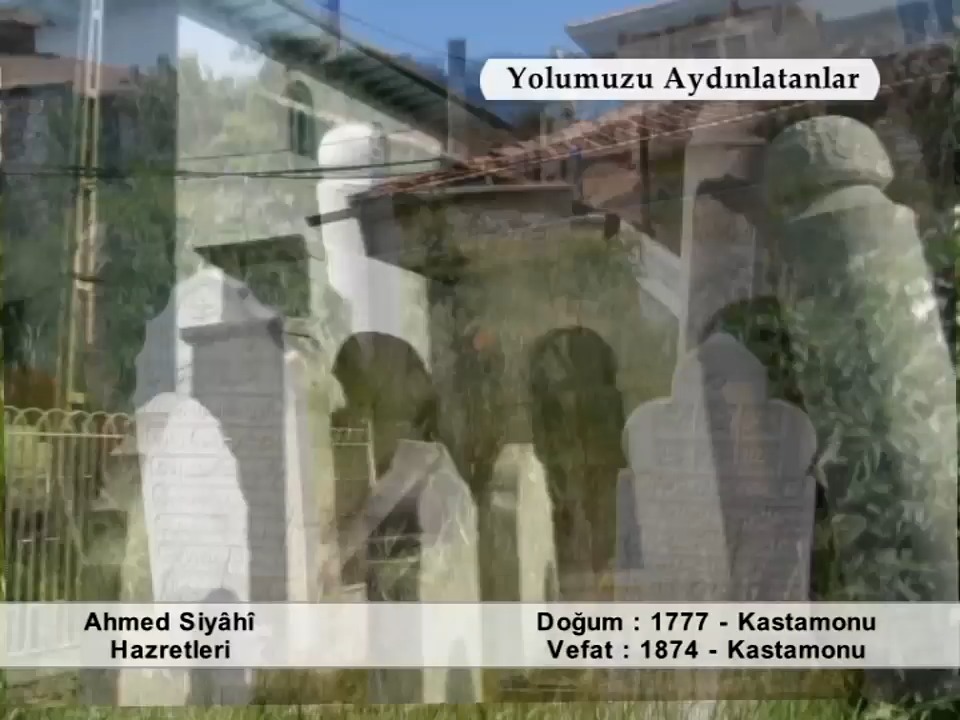 Yolumuzu Aydınlatanlar
Ahmed Siyâhî
Hazretleri
Doğum : 1777 - Kastamonu
Vefat : 1874 - Kastamonu